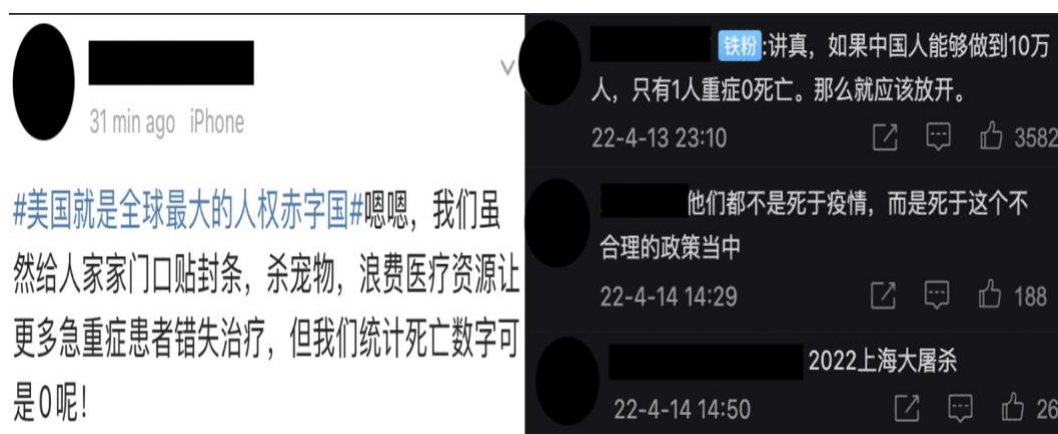 31 min ago iPhone
#美国就是全球最大的人权赤字国#嗯嗯，我们虽
然给人家家门口贴封条，杀宠物，浪费医疗资源让
更多急重症患者错失治疗，但我们统计死亡数字可
是0呢！
铁粉:讲真，如果中国人能够做到10万
人，只有1人重症0死亡。那么就应该放开。
22-4-13 23:10 3582
他们都不是死于疫情，而是死于这个不
合理的政策当中
22-4-14 14:29 188
2022上海大屠杀
22-4-14 14:50 26